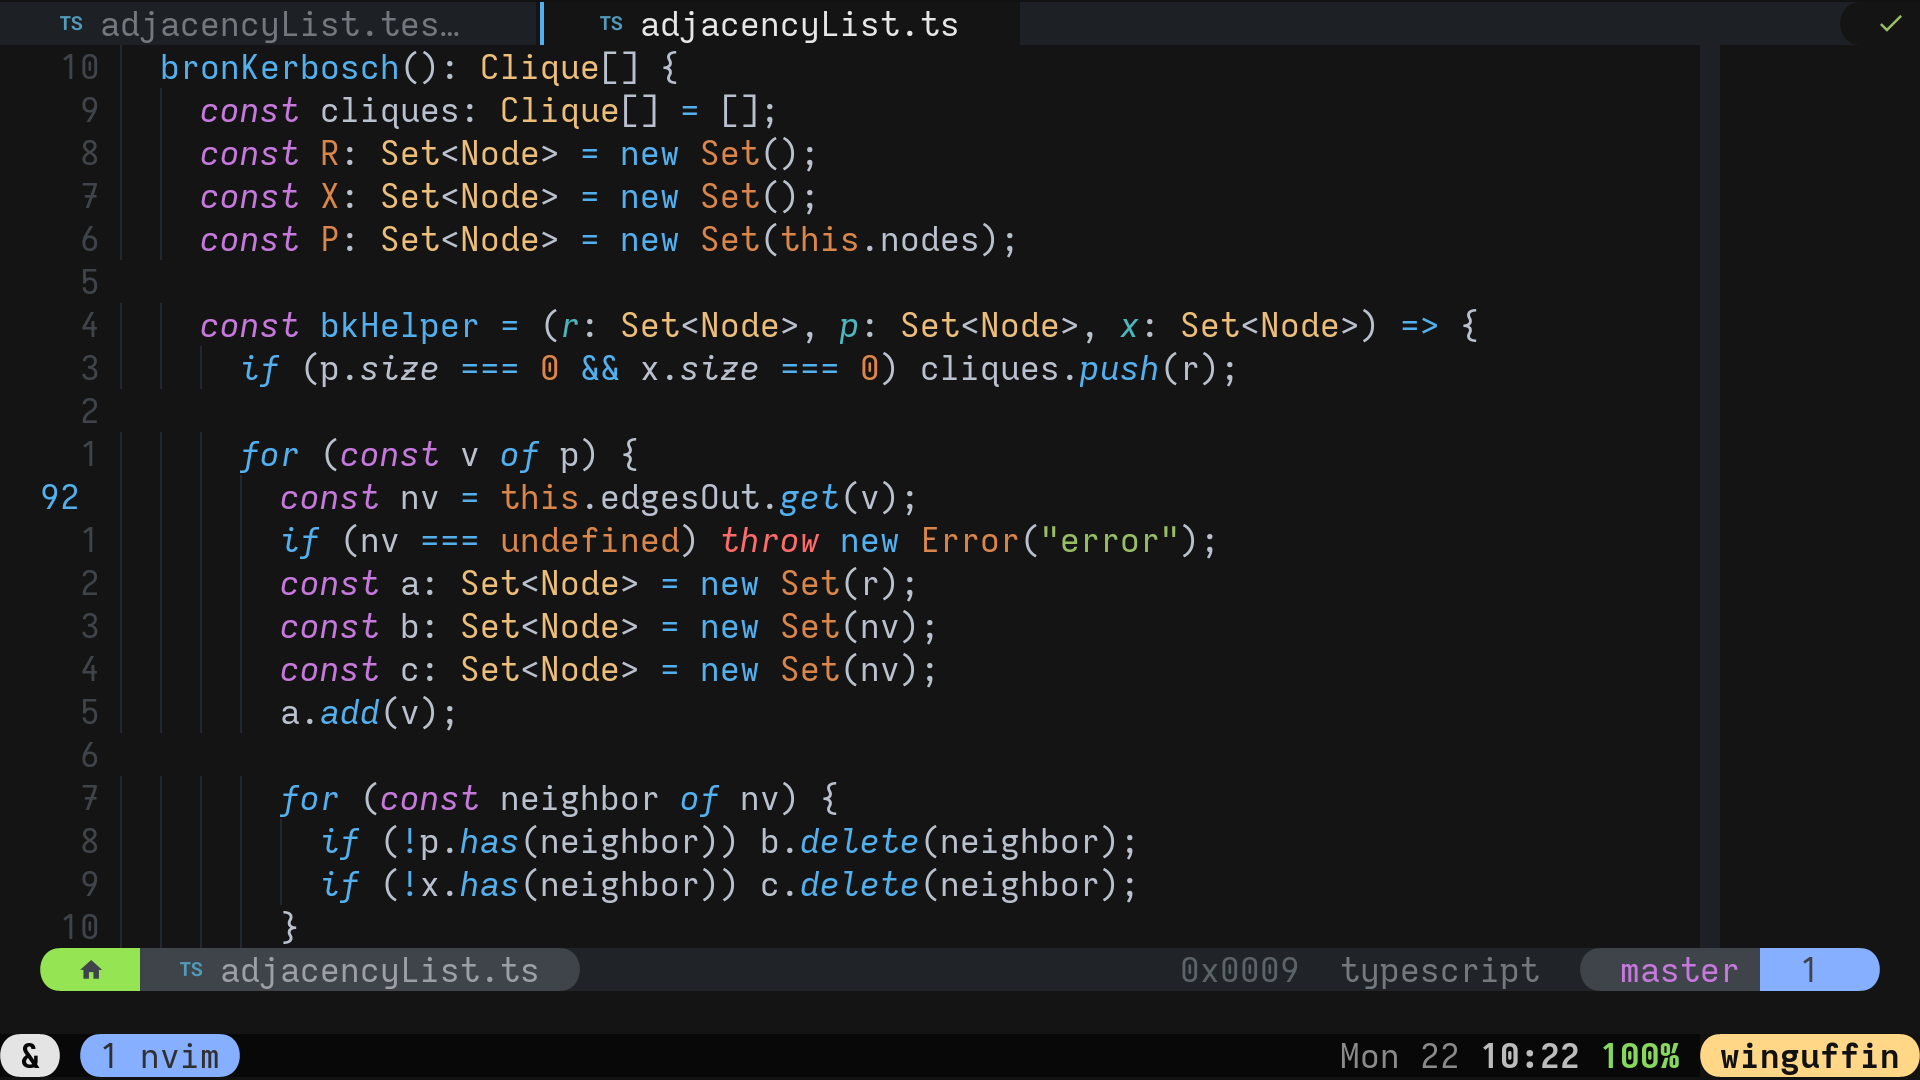 TS adjacencyList.tes… TS adjacencyList.ts ✓
10 bronKerbosch(): Clique[] {
9 const cliques: Clique[] = [];
8 const R: Set<Node> = new Set();
7 const X: Set<Node> = new Set();
6 const P: Set<Node> = new Set(this.nodes);
5
4 const bkHelper = (r: Set<Node>, p: Set<Node>, x: Set<Node>) => {
3 if (p.size === 0 && x.size === 0) cliques.push(r);
2
1 for (const v of p) {
92 const nv = this.edgesOut.get(v);
1 if (nv === undefined) throw new Error("error");
2 const a: Set<Node> = new Set(r);
3 const b: Set<Node> = new Set(nv);
4 const c: Set<Node> = new Set(nv);
5 a.add(v);
6
7 for (const neighbor of nv) {
8 if (!p.has(neighbor)) b.delete(neighbor);
9 if (!x.has(neighbor)) c.delete(neighbor);
10 }
TS adjacencyList.ts 0x0009 typescript master 1
& 1 nvim Mon 22 10:22 100% winguffin